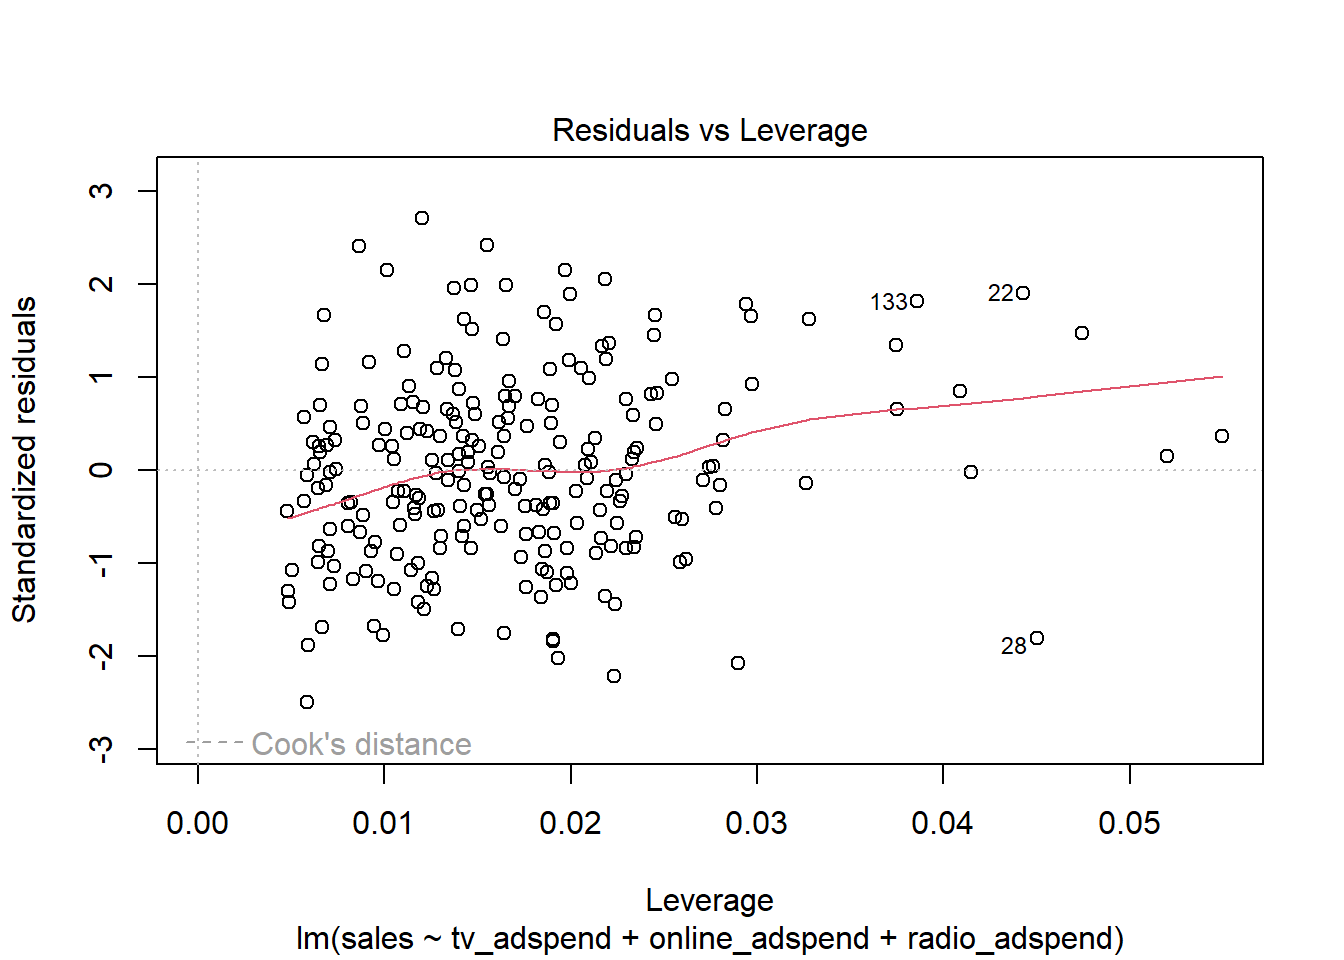 Residuals vs Leverage
Standardized residuals
3
2
1
0
-1
-2
-3
133
22
28
Cook's distance
0.00 0.01 0.02 0.03 0.04 0.05
Leverage
lm(sales ~ tv_adspend + online_adspend + radio_adspend)